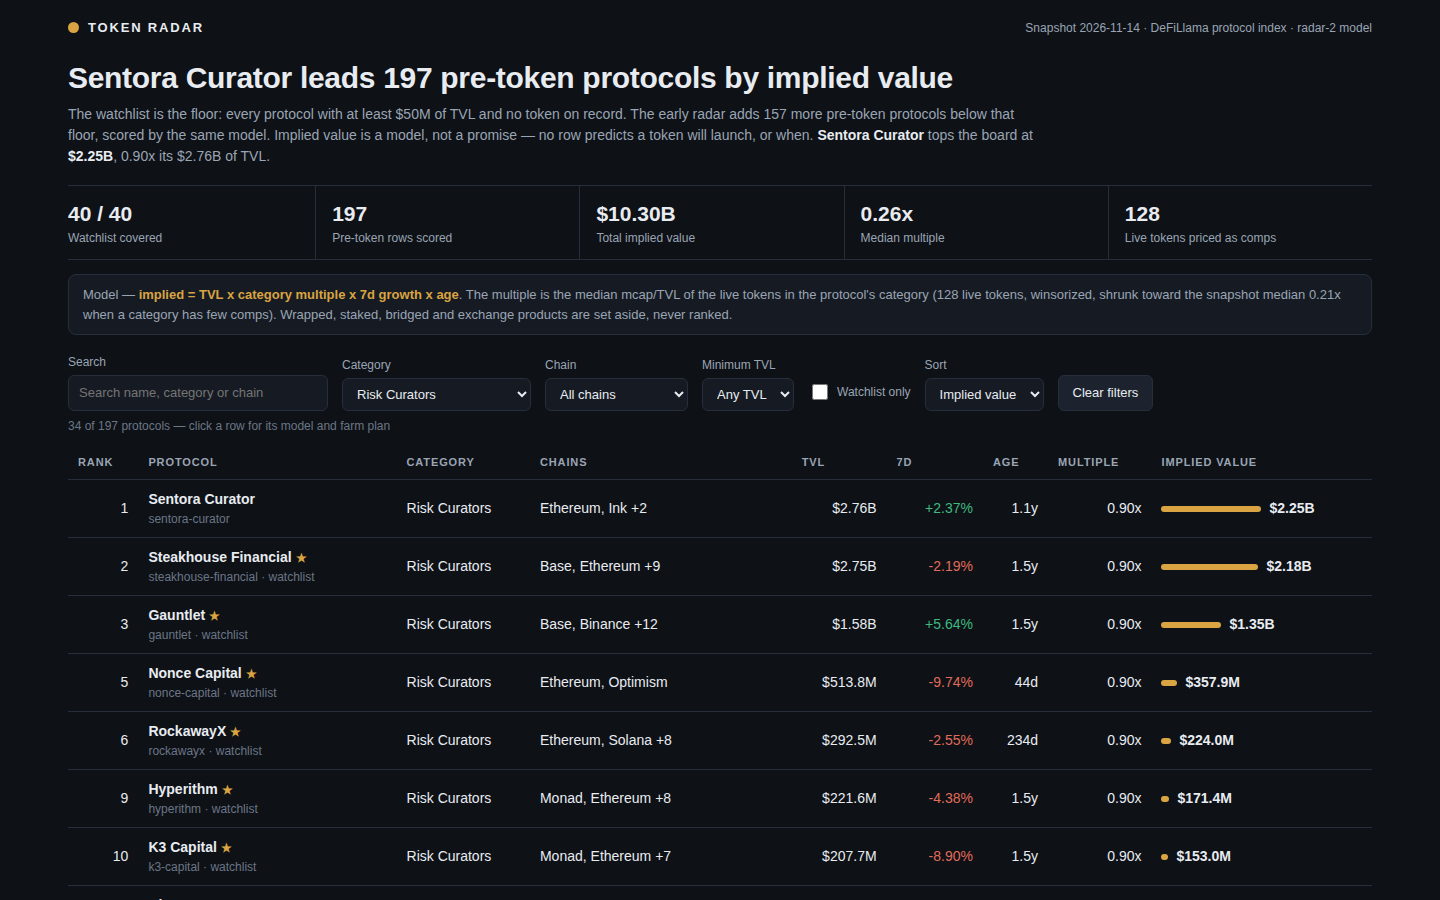 TOKEN RADAR
Snapshot 2026-11-14 · DeFiLlama protocol index · radar-2 model
Sentora Curator leads 197 pre-token protocols by implied value
The watchlist is the floor: every protocol with at least $50M of TVL and no token on record. The early radar adds 157 more pre-token protocols below that
floor, scored by the same model. Implied value is a model, not a promise — no row predicts a token will launch, or when. Sentora Curator tops the board at
$2.25B, 0.90x its $2.76B of TVL.
40 / 40
Watchlist covered
197
Pre-token rows scored
$10.30B
Total implied value
0.26x
Median multiple
128
Live tokens priced as comps
Model — implied = TVL x category multiple x 7d growth x age. The multiple is the median mcap/TVL of the live tokens in the protocol's category (128 live tokens, winsorized, shrunk toward the snapshot median 0.21x
when a category has few comps). Wrapped, staked, bridged and exchange products are set aside, never ranked.
Search
Search name, category or chain
Category
Risk Curators
Chain
All chains
Minimum TVL
Any TVL
Watchlist only
Sort
Implied value
Clear filters
34 of 197 protocols — click a row for its model and farm plan
RANK PROTOCOL CATEGORY CHAINS TVL 7D AGE MULTIPLE IMPLIED VALUE
1 Sentora Curator Risk Curators Ethereum, Ink +2 $2.76B +2.37% 1.1y 0.90x $2.25B
sentora-curator
2 Steakhouse Financial ★ Risk Curators Base, Ethereum +9 $2.75B -2.19% 1.5y 0.90x $2.18B
steakhouse-financial · watchlist
3 Gauntlet ★ Risk Curators Base, Binance +12 $1.58B +5.64% 1.5y 0.90x $1.35B
gauntlet · watchlist
5 Nonce Capital ★ Risk Curators Ethereum, Optimism $513.8M -9.74% 44d 0.90x $357.9M
nonce-capital · watchlist
6 RockawayX ★ Risk Curators Ethereum, Solana +8 $292.5M -2.55% 234d 0.90x $224.0M
rockawayx · watchlist
9 Hyperithm ★ Risk Curators Monad, Ethereum +8 $221.6M -4.38% 1.5y 0.90x $171.4M
hyperithm · watchlist
10 K3 Capital ★ Risk Curators Monad, Ethereum +7 $207.7M -8.90% 1.5y 0.90x $153.0M
k3-capital · watchlist